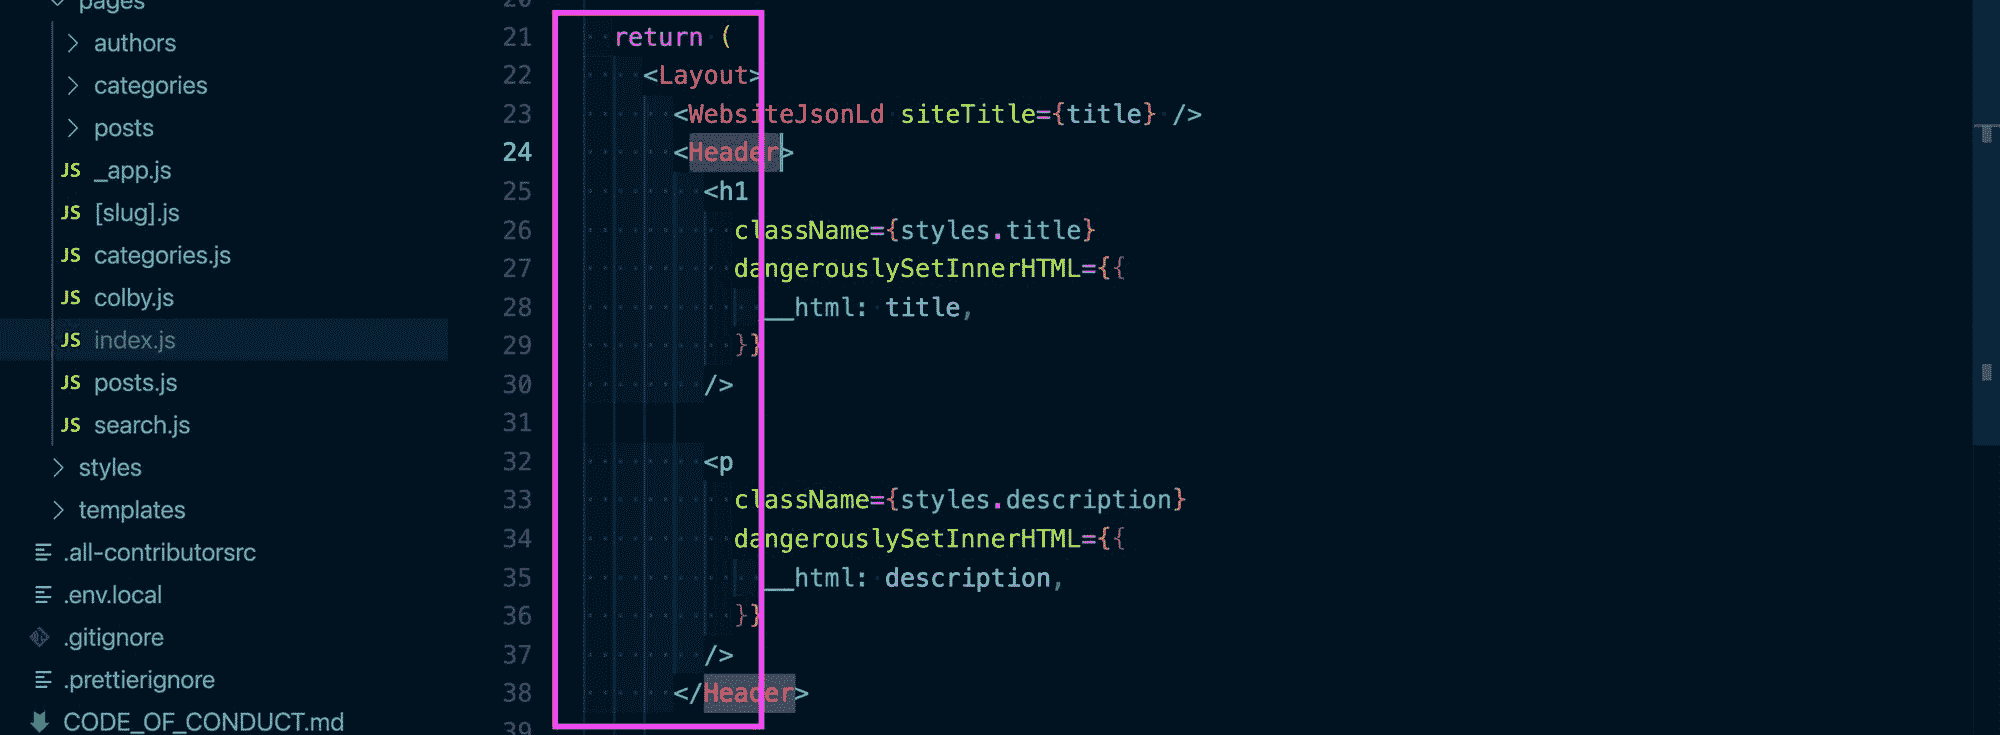 pages
authors
categories
posts
JS _app.js
JS [slug].js
JS categories.js
JS colby.js
JS index.js
JS posts.js
JS search.js
styles
templates
.all-contributorsrc
.env.local
.gitignore
.prettierignore
CODE_OF_CONDUCT.md
20
21 return (
22 <Layout>
23 <WebsiteJsonLd siteTitle={title} />
24 <Header>
25 <h1
26 className={styles.title}
27 dangerouslySetInnerHTML={{
28 __html: title,
29 }}
30 />
31
32 <p
33 className={styles.description}
34 dangerouslySetInnerHTML={{
35 __html: description,
36 }}
37 />
38 </Header>
39